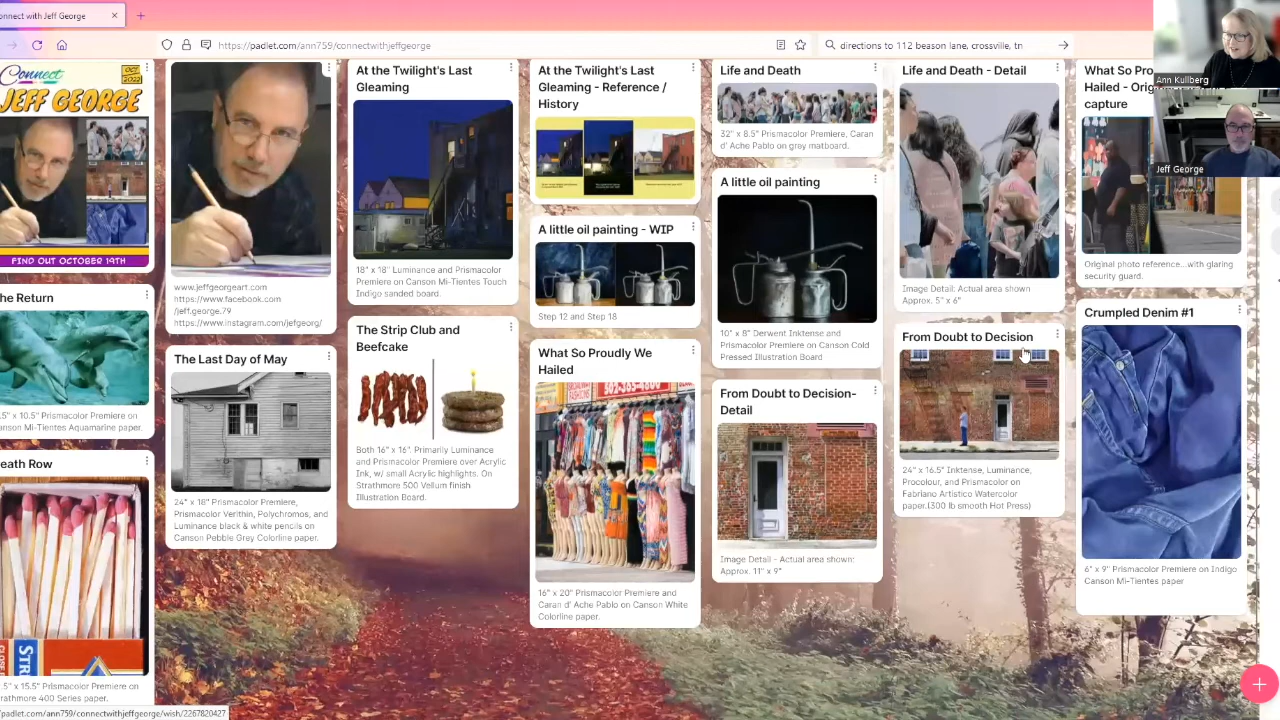 onnect with Jeff George
https://padlet.com/ann759/connectwithjeffgeorge
directions to 112 beason lane, crossville, tn
Ann Kullberg
Jeff George
Connect
OCT
2022
JEFF GEORGE
FIND OUT OCTOBER 19TH
he Return
.5" x 10.5" Prismacolor Premiere on
anson Mi-Tientes Aquamarine paper.
eath Row
.5" x 15.5" Prismacolor Premiere on
rathmore 400 Series paper.
www.jeffgeorgeart.com
https://www.facebook.com
/jeff.george.79
https://www.instagram.com/jefgeorg/
The Last Day of May
24" x 18" Prismacolor Premiere,
Prismacolor Verithin, Polychromos, and
Luminance black & white pencils on
Canson Pebble Grey Colorline paper.
At the Twilight's Last
Gleaming
18" x 18" Luminance and Prismacolor
Premiere on Canson Mi-Tientes Touch
Indigo sanded board.
The Strip Club and
Beefcake
Both 16" x 16". Primarily Luminance
and Prismacolor Premiere over Acrylic
Ink, w/ small Acrylic highlights. On
Strathmore 500 Vellum finish
Illustration Board.
At the Twilight's Last
Gleaming - Reference /
History
A little oil painting - WIP
Step 12 and Step 18
What So Proudly We
Hailed
502-365-4800
16" x 20" Prismacolor Premiere and
Caran d' Ache Pablo on Canson White
Colorline paper.
Life and Death
32" x 8.5" Prismacolor Premiere, Caran
d' Ache Pablo on grey matboard.
A little oil painting
10" x 8" Derwent Inktense and
Prismacolor Premiere on Canson Cold
Pressed Illustration Board
From Doubt to Decision-
Detail
Image Detail - Actual area shown:
Approx. 11" x 9"
Life and Death - Detail
Image Detail: Actual area shown
Approx. 5" x 6"
From Doubt to Decision
24" x 16.5" Inktense, Luminance,
Procolour, and Prismacolor on
Fabriano Artistico Watercolor
paper.(300 lb smooth Hot Press)
What So Pro
Hailed - Orig
capture
Original photo reference...with glaring
security guard.
Crumpled Denim #1
6" x 9" Prismacolor Premiere on Indigo
Canson Mi-Tientes paper
/padlet.com/ann759/connectwithjeffgeorge/wish/2267820427